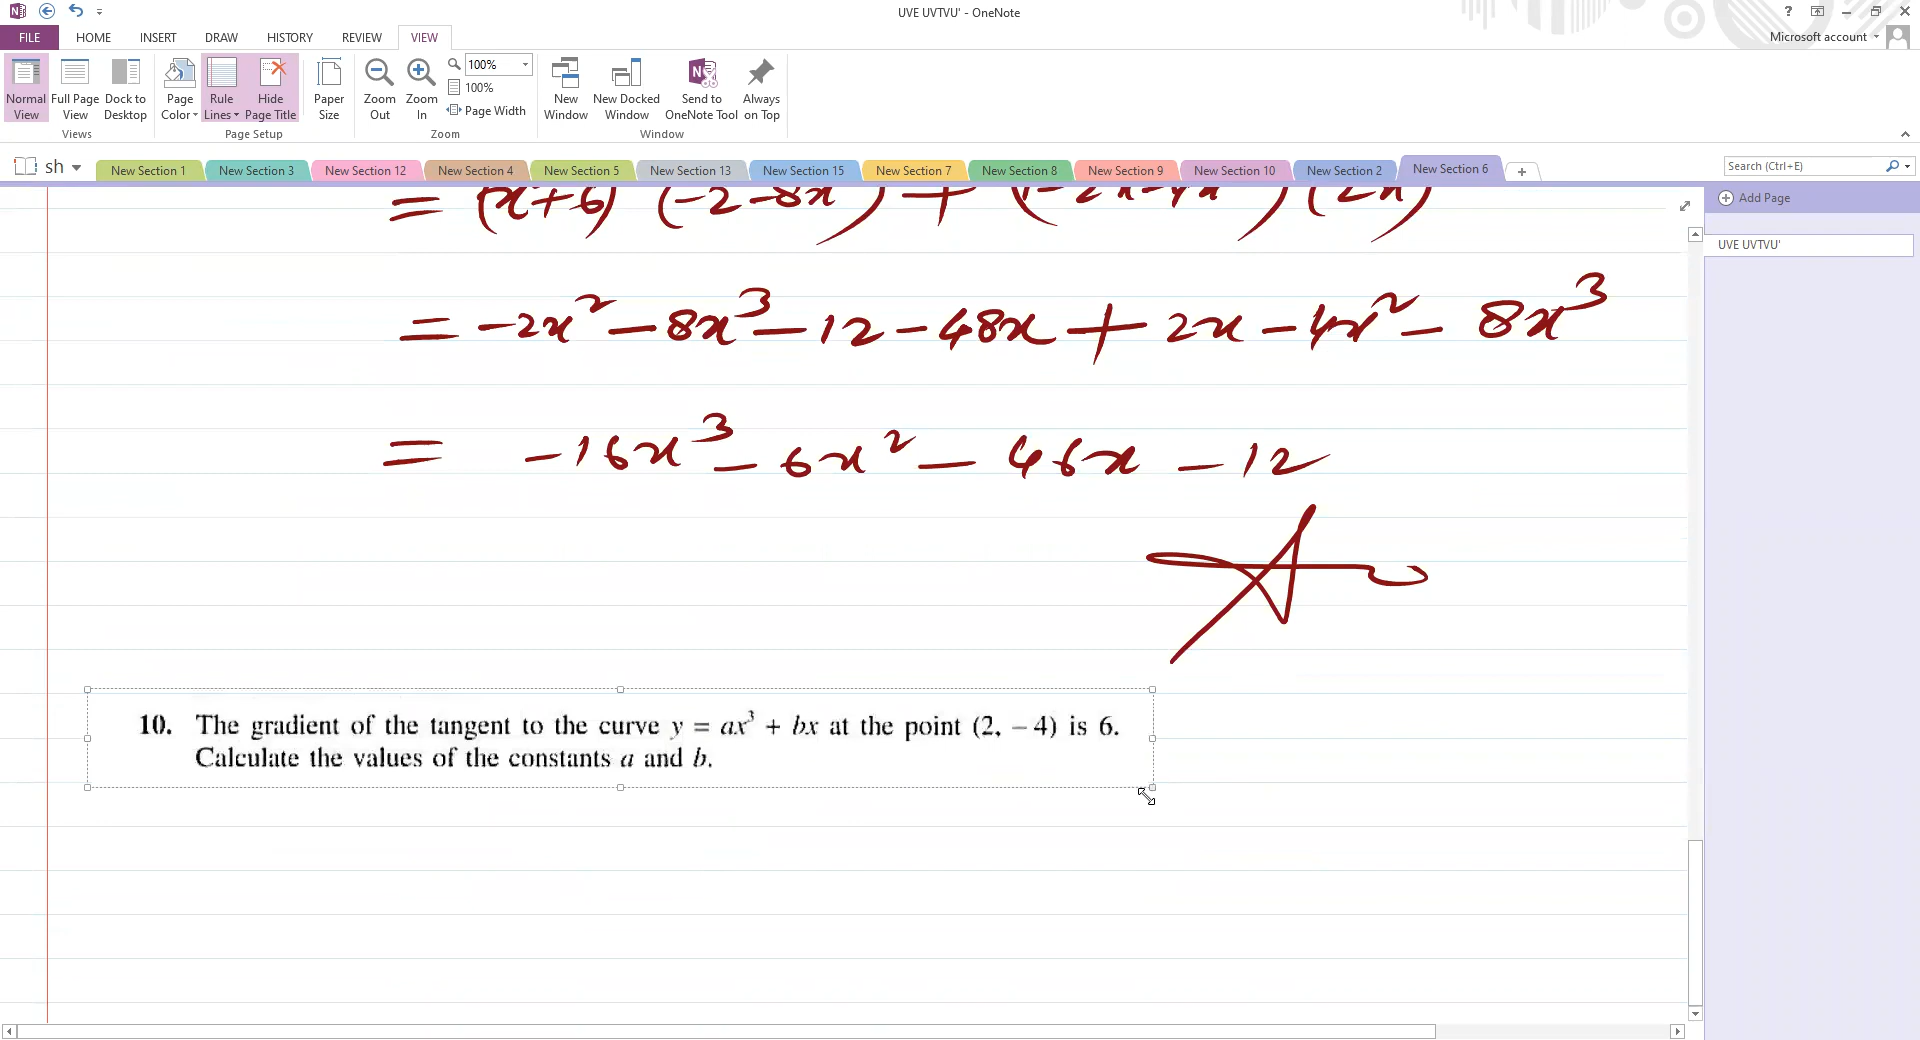 UVE UVTVU' - OneNote
?
FILE HOME INSERT DRAW HISTORY REVIEW VIEW
Microsoft account
Normal View
Full Page View
Dock to Desktop
Page Color
Rule Lines
Hide Page Title
Paper Size
Zoom Out
Zoom In
100%
100%
Page Width
New Window
New Docked Window
Send to OneNote Tool
Always on Top
Views Page Setup Zoom Window
sh New Section 1 New Section 3 New Section 12 New Section 4 New Section 5 New Section 13 New Section 15 New Section 7 New Section 8 New Section 9 New Section 10 New Section 2 New Section 6
Search (Ctrl+E)
Add Page
UVE UVTVU'
= (x+6) (-2-8x ) + (-2x-4x ) (2x)
= -2x² - 8x³ - 12 - 48x + 2x - 4x² - 8x³
= -16x³ - 6x² - 46x - 12
10. The gradient of the tangent to the curve y = ax³ + bx at the point (2, – 4) is 6.
Calculate the values of the constants a and b.